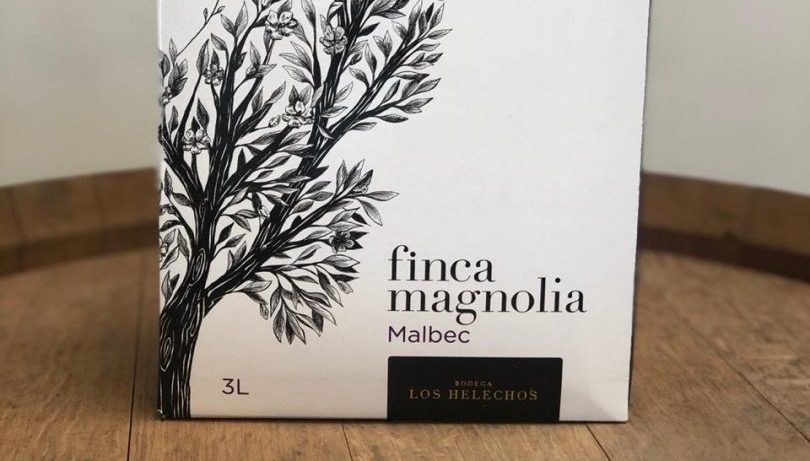 finca
magnolia
Malbec
3L
BODEGA
LOS HELECHOS